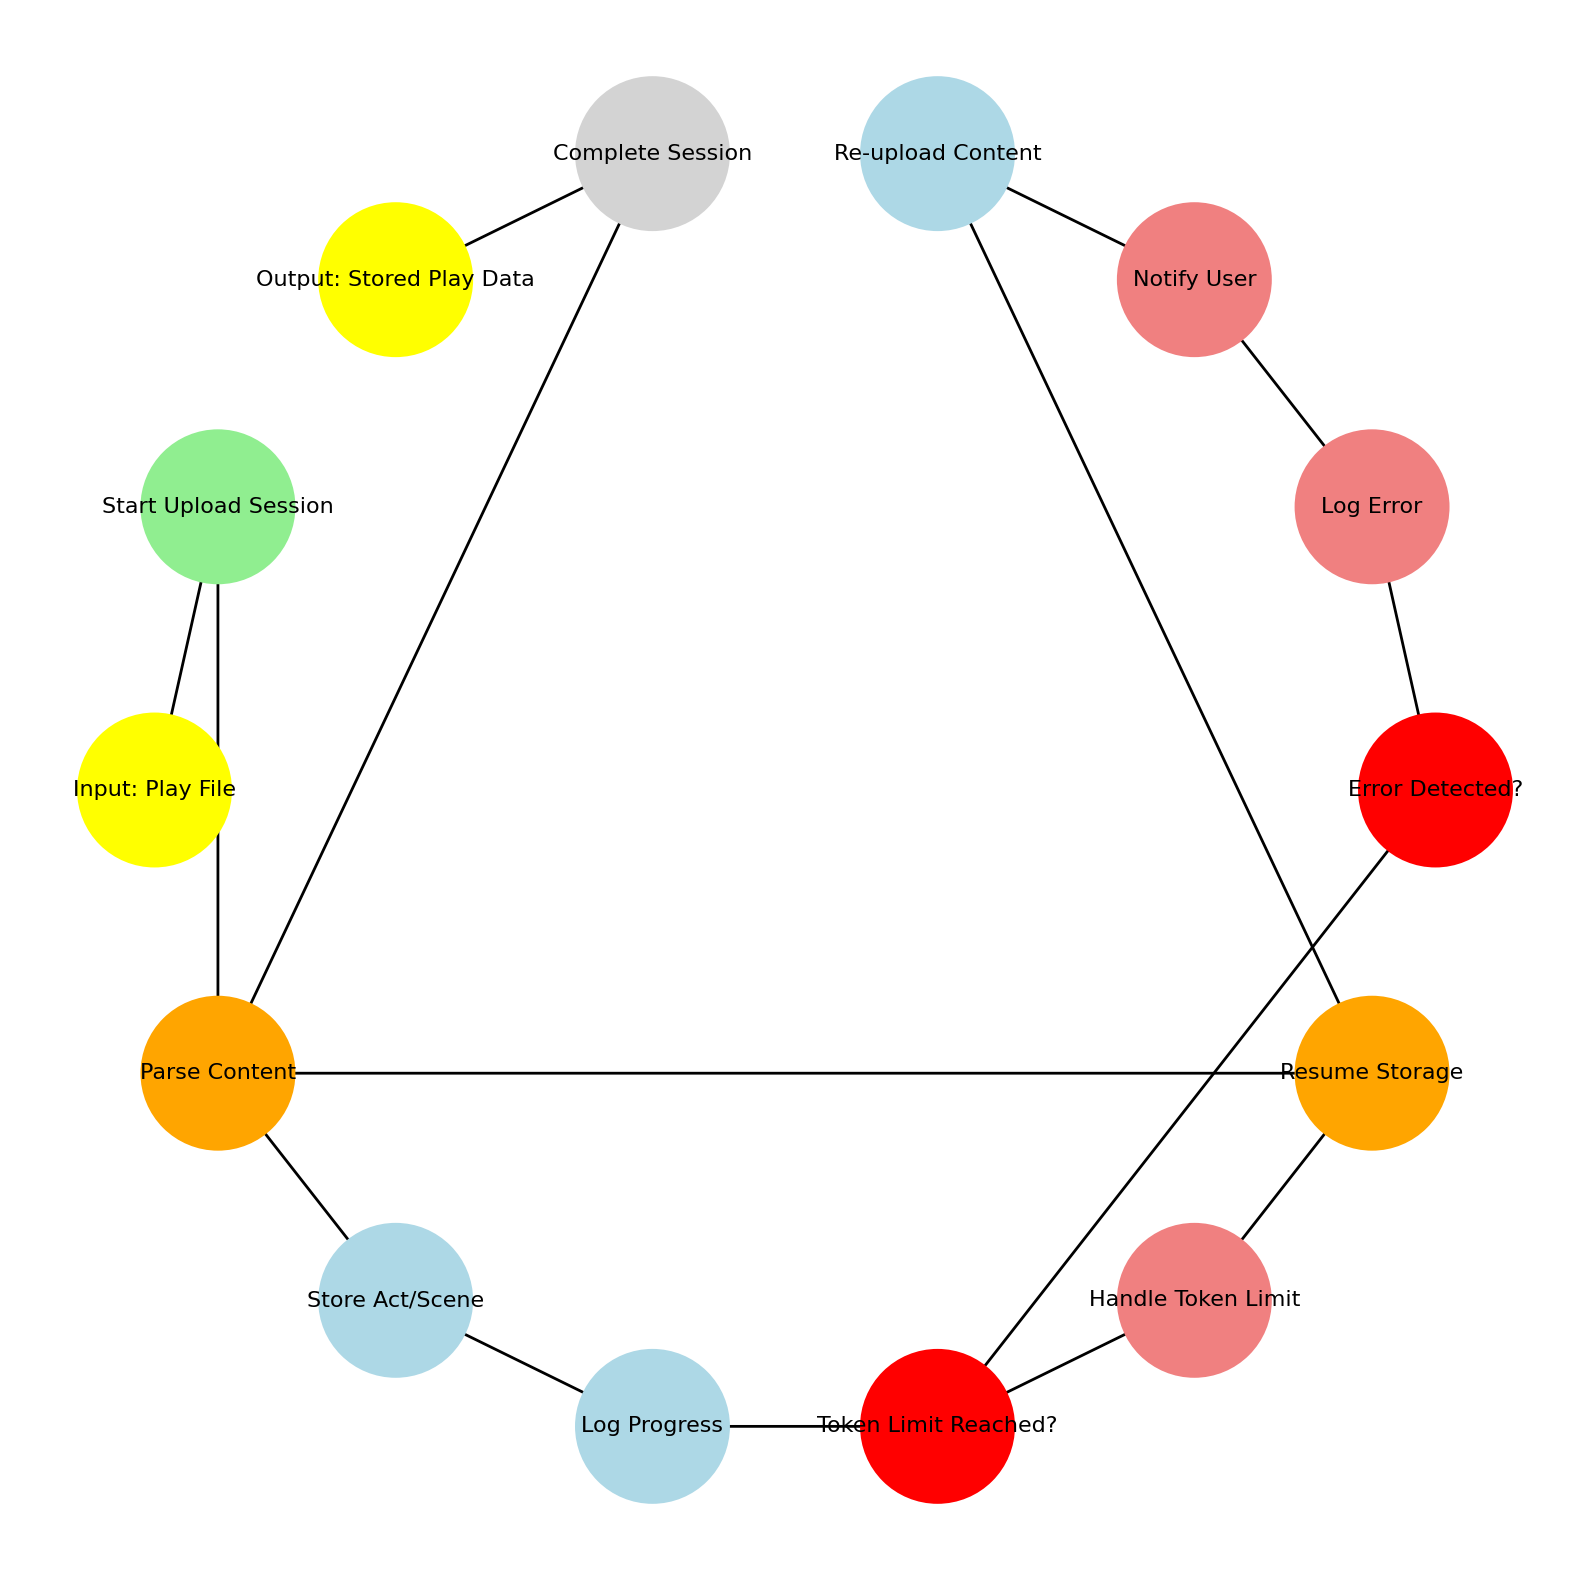 Complete Session
Re-upload Content
Output: Stored Play Data
Notify User
Start Upload Session
Log Error
Input: Play File
Error Detected?
Parse Content
Resume Storage
Store Act/Scene
Handle Token Limit
Log Progress
Token Limit Reached?